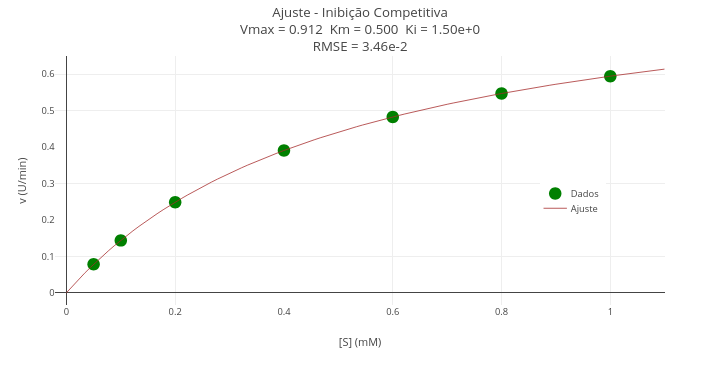 Ajuste - Inibição Competitiva
Vmax = 0.912 Km = 0.500 Ki = 1.50e+0
RMSE = 3.46e-2
0.6
0.5
0.4
0.3
0.2
0.1
0
v (U/min)
Dados
Ajuste
0 0.2 0.4 0.6 0.8 1
[S] (mM)